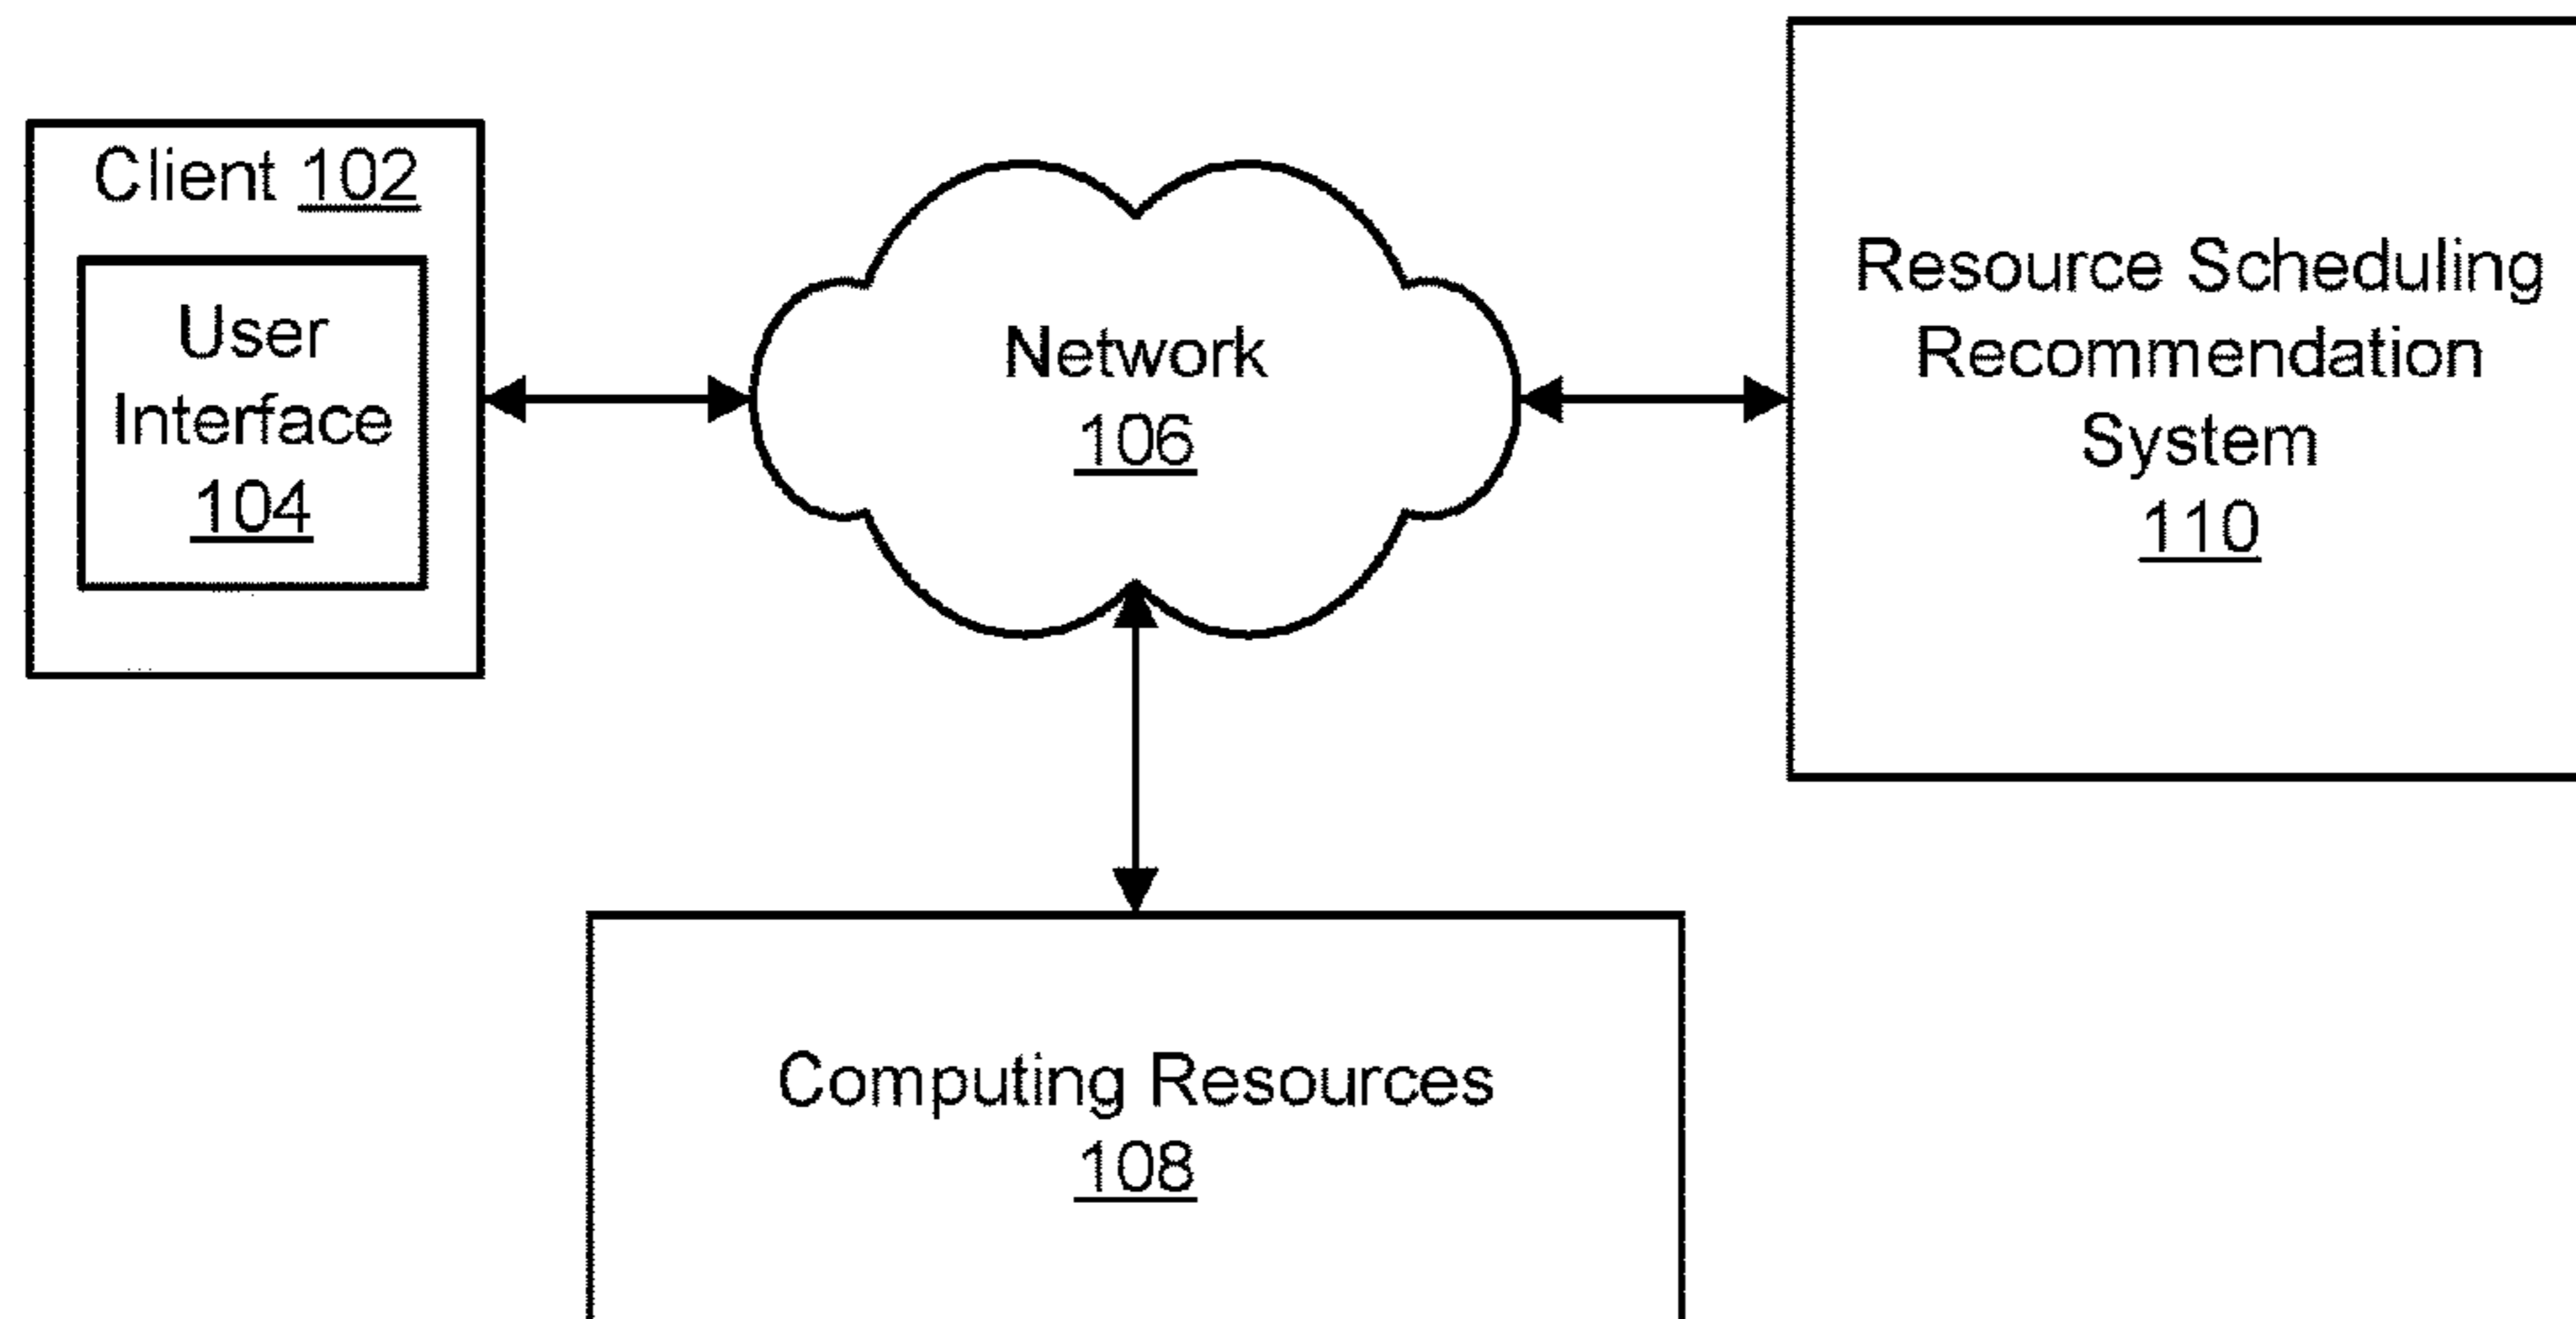 Client 102
User
Interface
104
Network
106
Resource Scheduling
Recommendation
System
110
Computing Resources
108